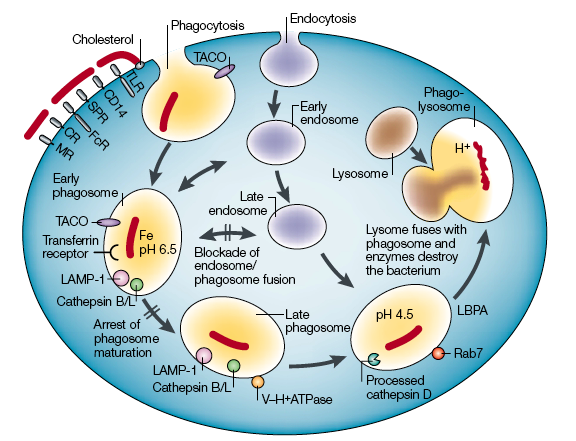 Endocytosis
Phagocytosis
Cholesterol
TACO
TLR
CD14
SPR
FcR
CR
MR
Early
endosome
Phago-
lysosome
H+
Lysosome
Early
phagosome
TACO
Transferrin
receptor
Fe
pH 6.5
LAMP-1
Cathepsin B/L
Late
endosome
Blockade of
endosome/
phagosome fusion
Lysome fuses with
phagosome and
enzymes destroy
the bacterium
Arrest of
phagosome
maturation
Late
phagosome
LAMP-1
Cathepsin B/L
V–H+ATPase
pH 4.5
LBPA
Rab7
Processed
cathepsin D